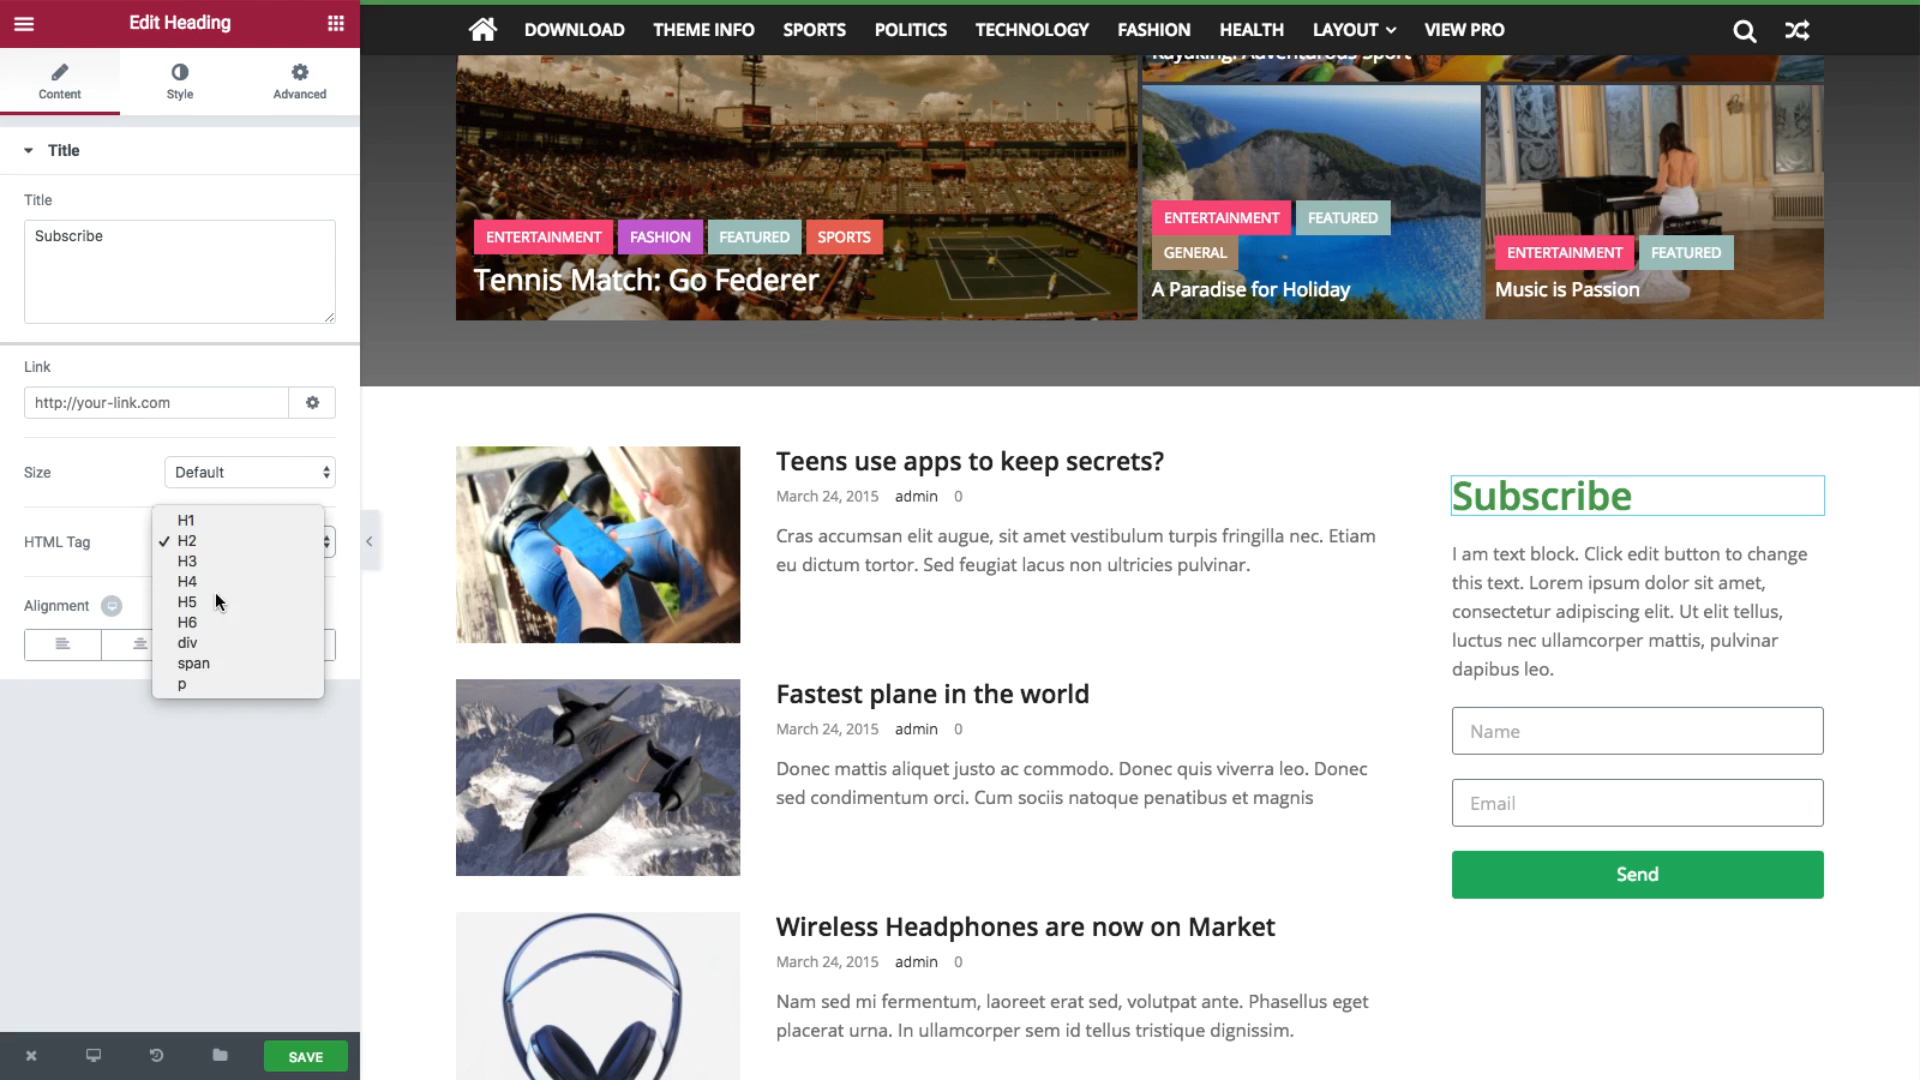 Edit Heading
Content
Style
Advanced
Title
Title
Subscribe
Link
http://your-link.com
Size
Default
HTML Tag
H1
H2
H3
H4
H5
H6
div
span
p
Alignment
SAVE
DOWNLOAD THEME INFO SPORTS POLITICS TECHNOLOGY FASHION HEALTH LAYOUT VIEW PRO
Kayaking: Adventurous Sport
ENTERTAINMENT FASHION FEATURED SPORTS
Tennis Match: Go Federer
ENTERTAINMENT FEATURED
GENERAL
A Paradise for Holiday
ENTERTAINMENT FEATURED
Music is Passion
Teens use apps to keep secrets?
March 24, 2015 admin 0
Cras accumsan elit augue, sit amet vestibulum turpis fringilla nec. Etiam
eu dictum tortor. Sed feugiat lacus non ultricies pulvinar.
Fastest plane in the world
March 24, 2015 admin 0
Donec mattis aliquet justo ac commodo. Donec quis viverra leo. Donec
sed condimentum orci. Cum sociis natoque penatibus et magnis
Wireless Headphones are now on Market
March 24, 2015 admin 0
Nam sed mi fermentum, laoreet erat sed, volutpat ante. Phasellus eget
placerat urna. In ullamcorper sem id tellus tristique dignissim.
Subscribe
I am text block. Click edit button to change
this text. Lorem ipsum dolor sit amet,
consectetur adipiscing elit. Ut elit tellus,
luctus nec ullamcorper mattis, pulvinar
dapibus leo.
Name
Email
Send